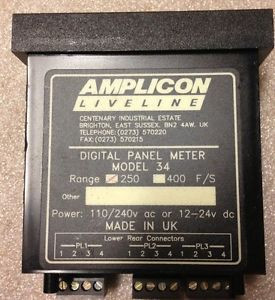 AMPLICON
LIVELINE
CENTENARY INDUSTRIAL ESTATE
BRIGHTON, EAST SUSSEX. BN2 4AW. UK
TELEPHONE:(0273) 570220
FAX:(0273) 570215
DIGITAL PANEL METER
MODEL 34
Range 250 400 F/S
Other
Power: 110/240v ac or 12-24v dc
MADE IN UK
Lower Rear Connectors
PL1 PL2 PL3
1 2 3 4 1 2 3 4 1 2 3 4